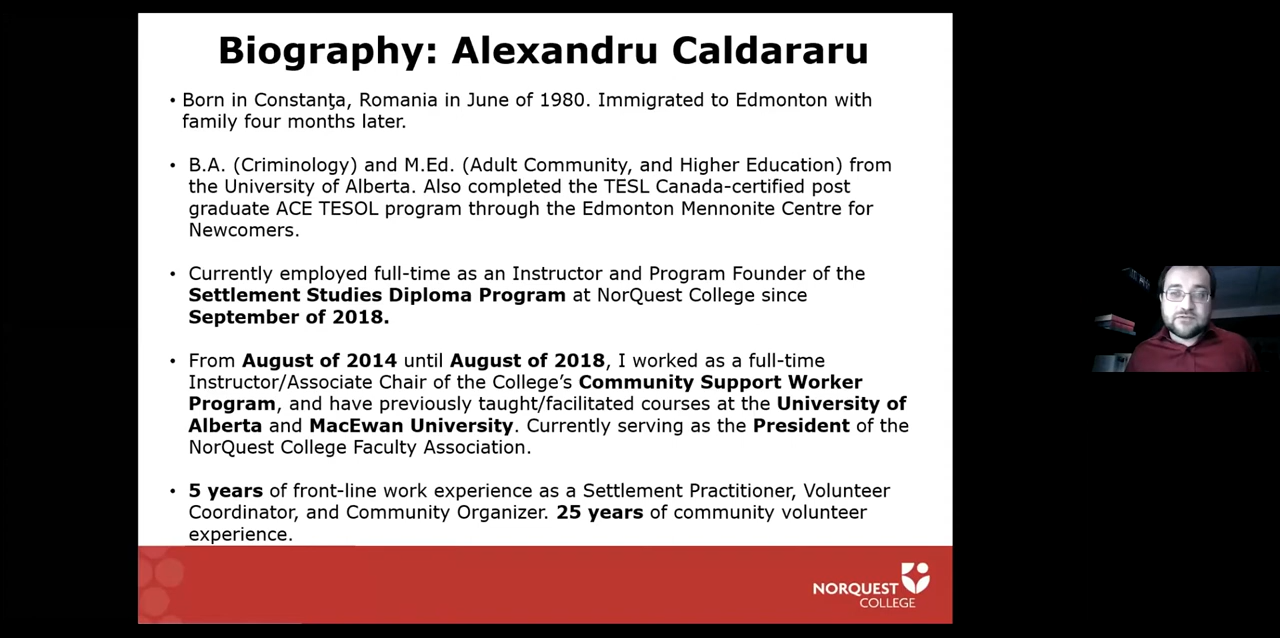 Biography: Alexandru Caldararu
• Born in Constanţa, Romania in June of 1980. Immigrated to Edmonton with
family four months later.
• B.A. (Criminology) and M.Ed. (Adult Community, and Higher Education) from
the University of Alberta. Also completed the TESL Canada-certified post
graduate ACE TESOL program through the Edmonton Mennonite Centre for
Newcomers.
• Currently employed full-time as an Instructor and Program Founder of the
Settlement Studies Diploma Program at NorQuest College since
September of 2018.
• From August of 2014 until August of 2018, I worked as a full-time
Instructor/Associate Chair of the College’s Community Support Worker
Program, and have previously taught/facilitated courses at the University of
Alberta and MacEwan University. Currently serving as the President of the
NorQuest College Faculty Association.
• 5 years of front-line work experience as a Settlement Practitioner, Volunteer
Coordinator, and Community Organizer. 25 years of community volunteer
experience.
NORQUEST
COLLEGE